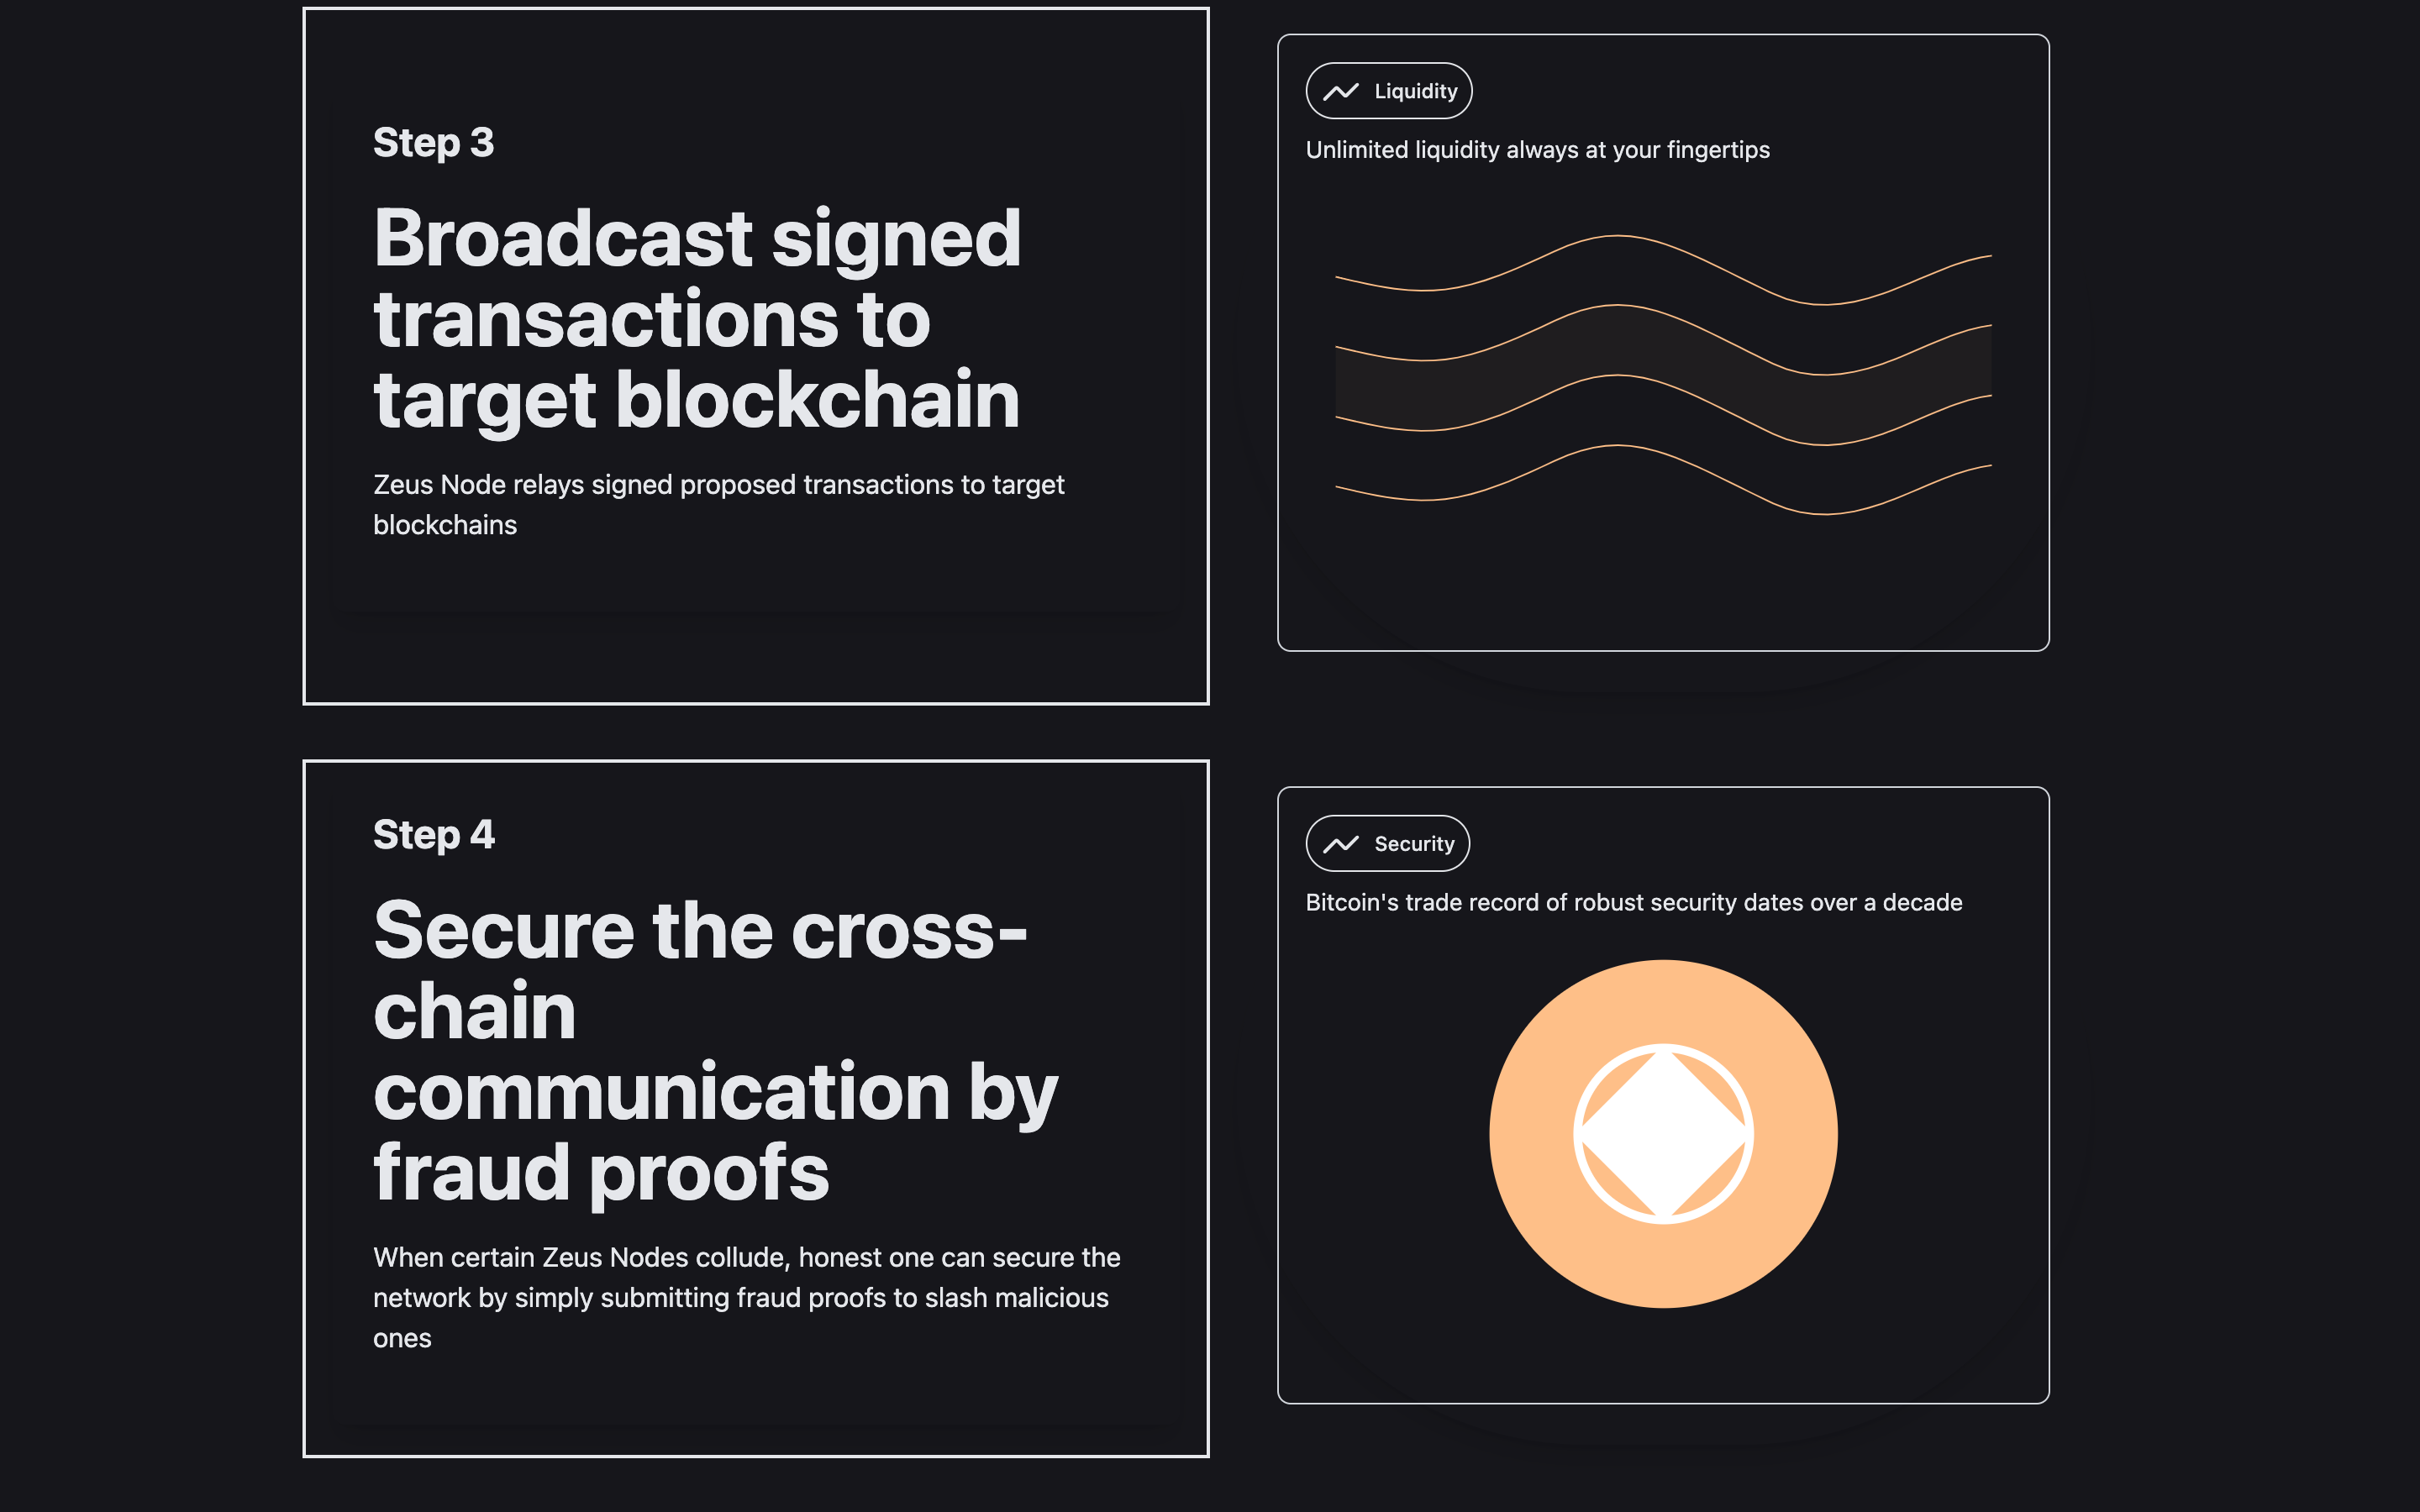 Step 3
Broadcast signed
transactions to
target blockchain
Zeus Node relays signed proposed transactions to target
blockchains
Liquidity
Unlimited liquidity always at your fingertips
Step 4
Secure the cross-
chain
communication by
fraud proofs
When certain Zeus Nodes collude, honest one can secure the
network by simply submitting fraud proofs to slash malicious
ones
Security
Bitcoin's trade record of robust security dates over a decade